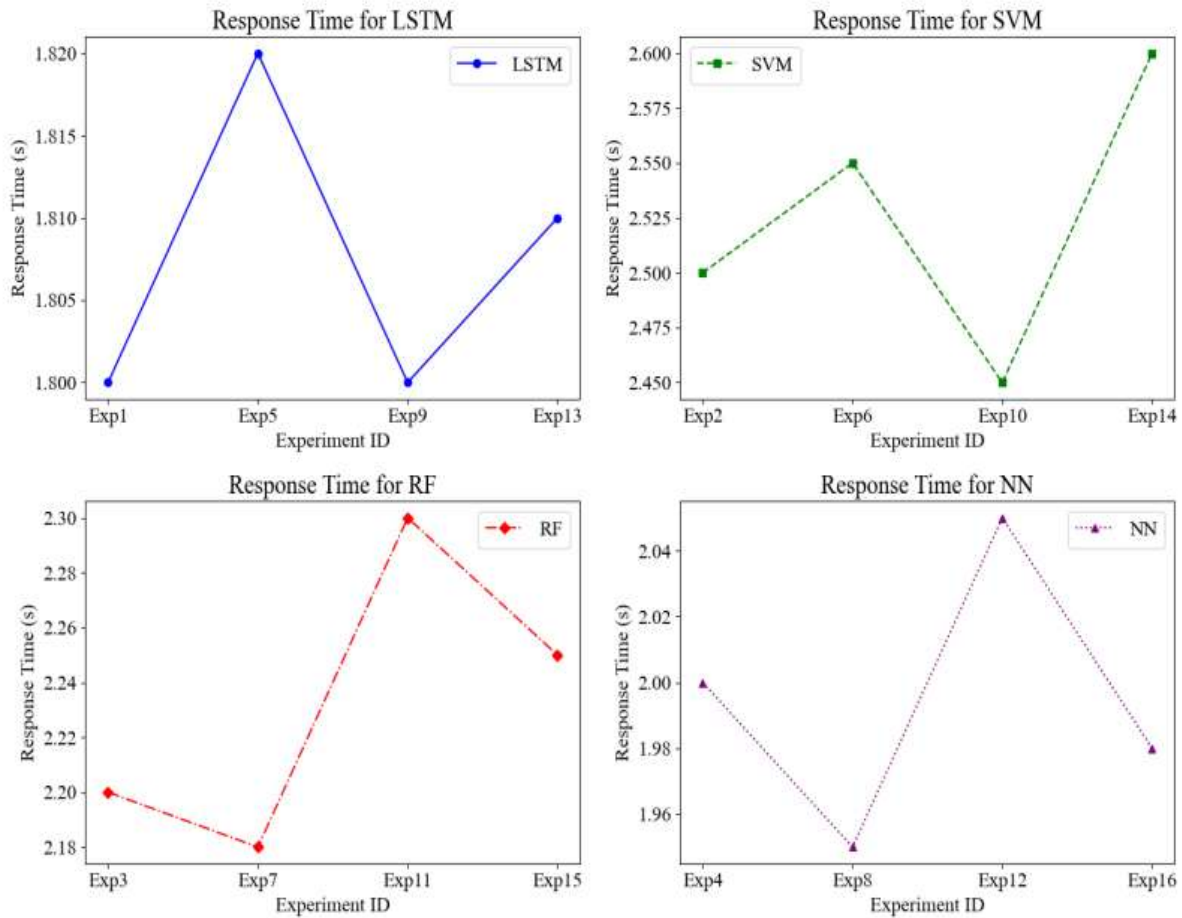 Response Time for LSTM
LSTM
Response Time (s)
1.820
1.815
1.810
1.805
1.800
Exp1 Exp5 Exp9 Exp13
Experiment ID
Response Time for SVM
SVM
Response Time (s)
2.600
2.575
2.550
2.525
2.500
2.475
2.450
Exp2 Exp6 Exp10 Exp14
Experiment ID
Response Time for RF
RF
Response Time (s)
2.30
2.28
2.26
2.24
2.22
2.20
2.18
Exp3 Exp7 Exp11 Exp15
Experiment ID
Response Time for NN
NN
Response Time (s)
2.04
2.02
2.00
1.98
1.96
Exp4 Exp8 Exp12 Exp16
Experiment ID